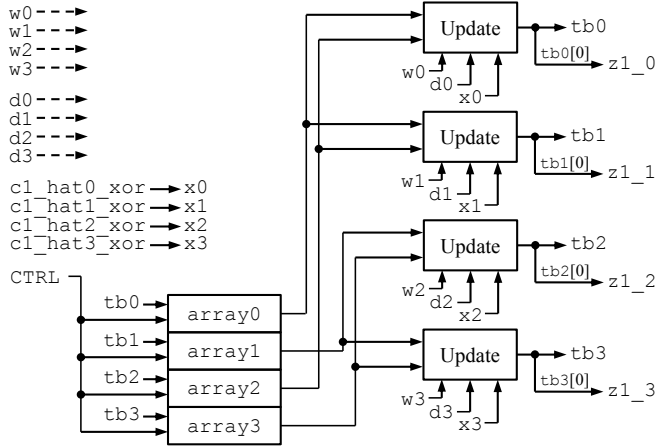 w0
w1
w2
w3
d0
d1
d2
d3
c1_hat0_xor x0
c1_hat1_xor x1
c1_hat2_xor x2
c1_hat3_xor x3
CTRL
tb0
array0
tb1
array1
tb2
array2
tb3
array3
Update
w0
d0
x0
tb0
tb0[0]
z1_0
Update
w1
d1
x1
tb1
tb1[0]
z1_1
Update
w2
d2
x2
tb2
tb2[0]
z1_2
Update
w3
d3
x3
tb3
tb3[0]
z1_3